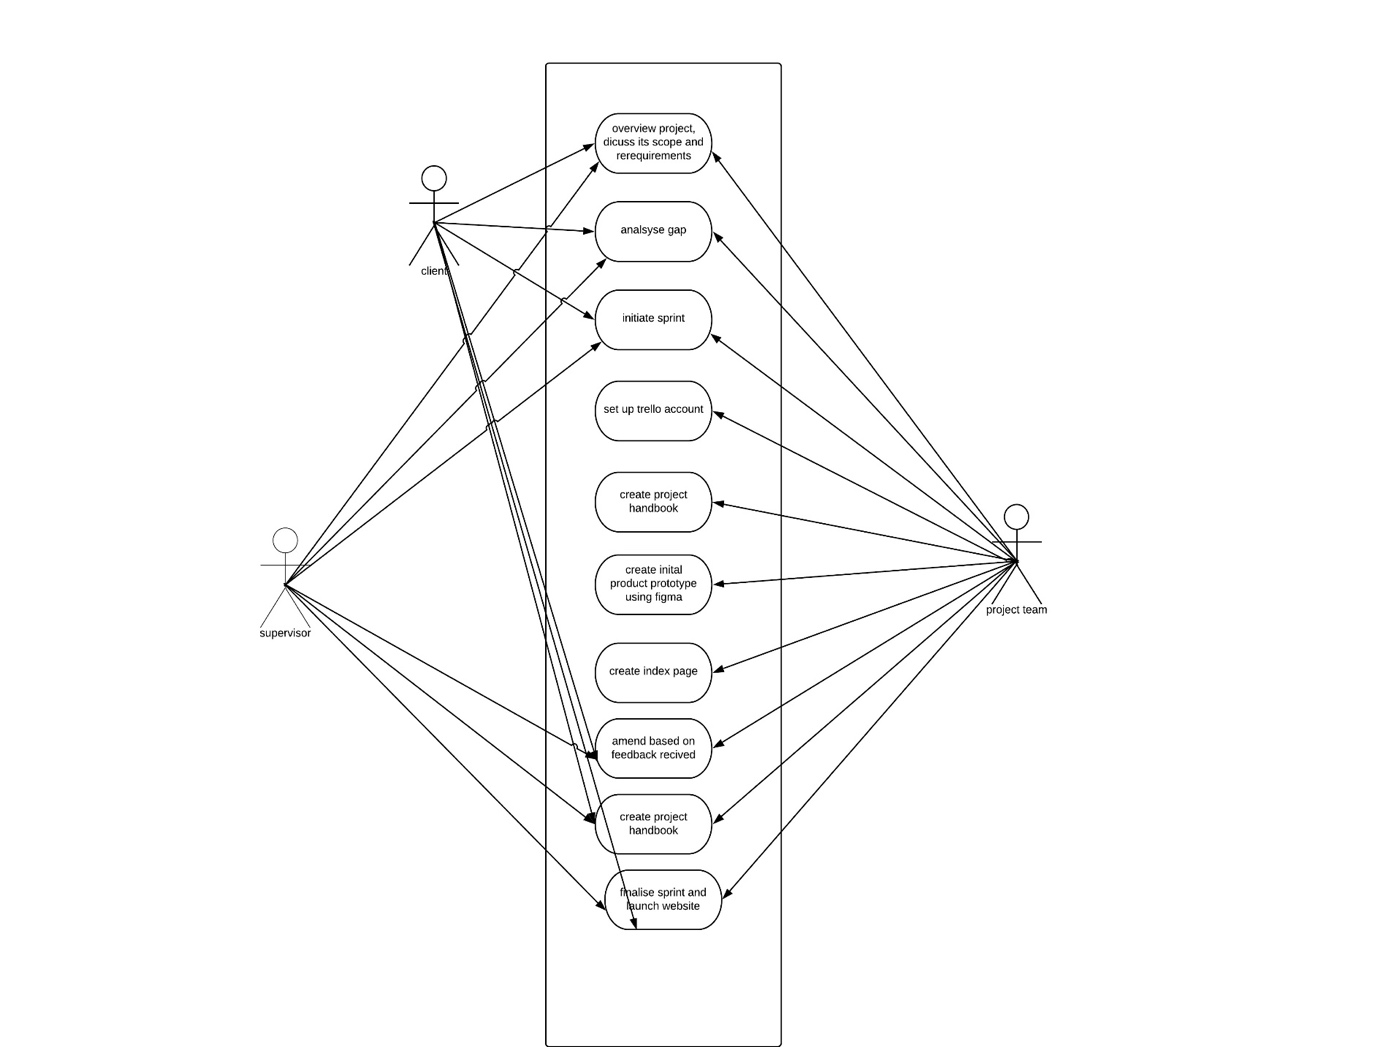 overview project,
dicuss its scope and
rerequirements
client
analsyse gap
initiate sprint
set up trello account
create project
handbook
create inital
product prototype
using figma
project team
supervisor
create index page
amend based on
feedback recived
create project
handbook
finalise sprint and
launch website